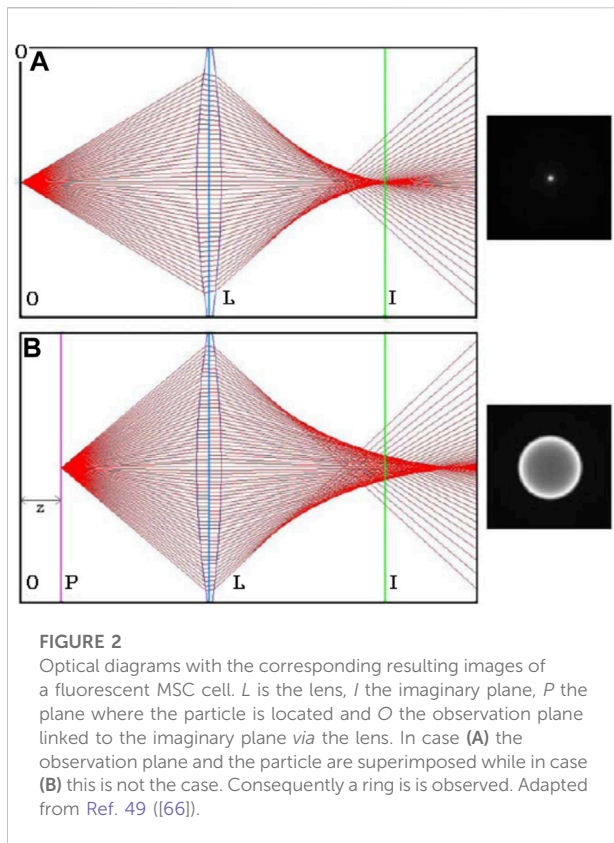 O
A
O
L
I
B
z
O
P
L
I
FIGURE 2
Optical diagrams with the corresponding resulting images of
a fluorescent MSC cell. L is the lens, I the imaginary plane, P the
plane where the particle is located and O the observation plane
linked to the imaginary plane via the lens. In case (A) the
observation plane and the particle are superimposed while in case
(B) this is not the case. Consequently a ring is is observed. Adapted
from Ref. 49 ([66]).